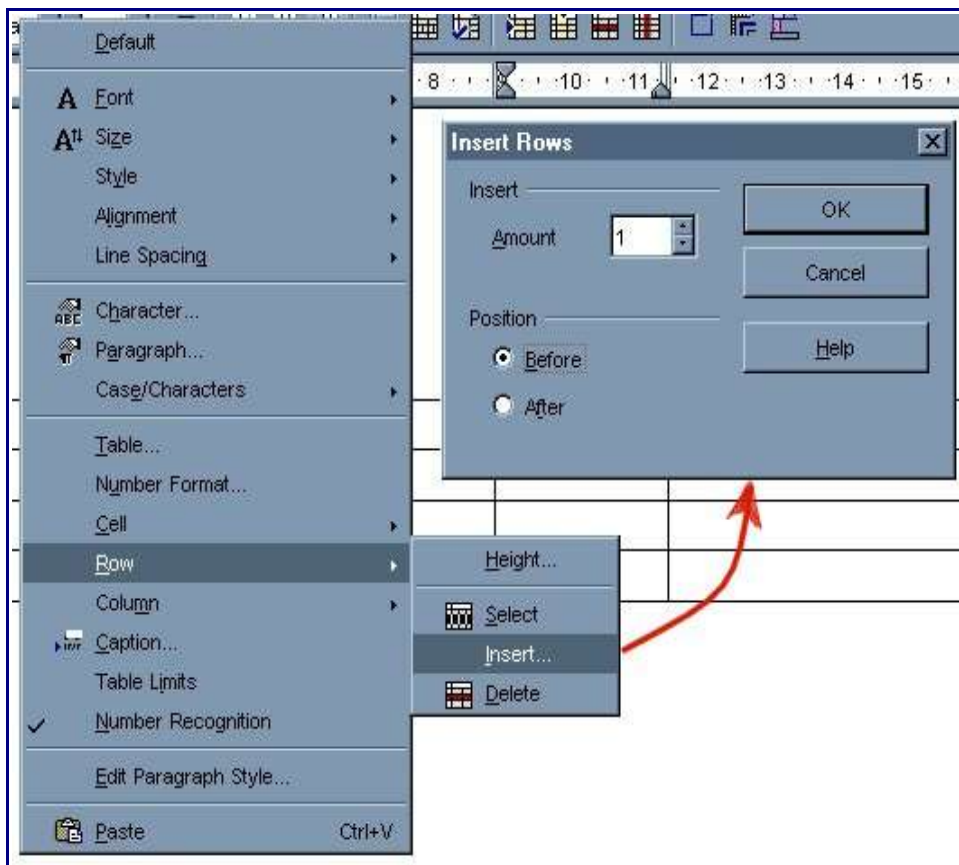 Default
8 10 11 12 13 14 15
Font
Size
Style
Alignment
Line Spacing
Character...
Paragraph...
Case/Characters
Table...
Number Format...
Cell
Row
Column
Caption...
Table Limits
Number Recognition
Edit Paragraph Style...
Paste Ctrl+V
Height...
Select
Insert...
Delete
Insert Rows
Insert
Amount 1
Position
Before
After
OK
Cancel
Help